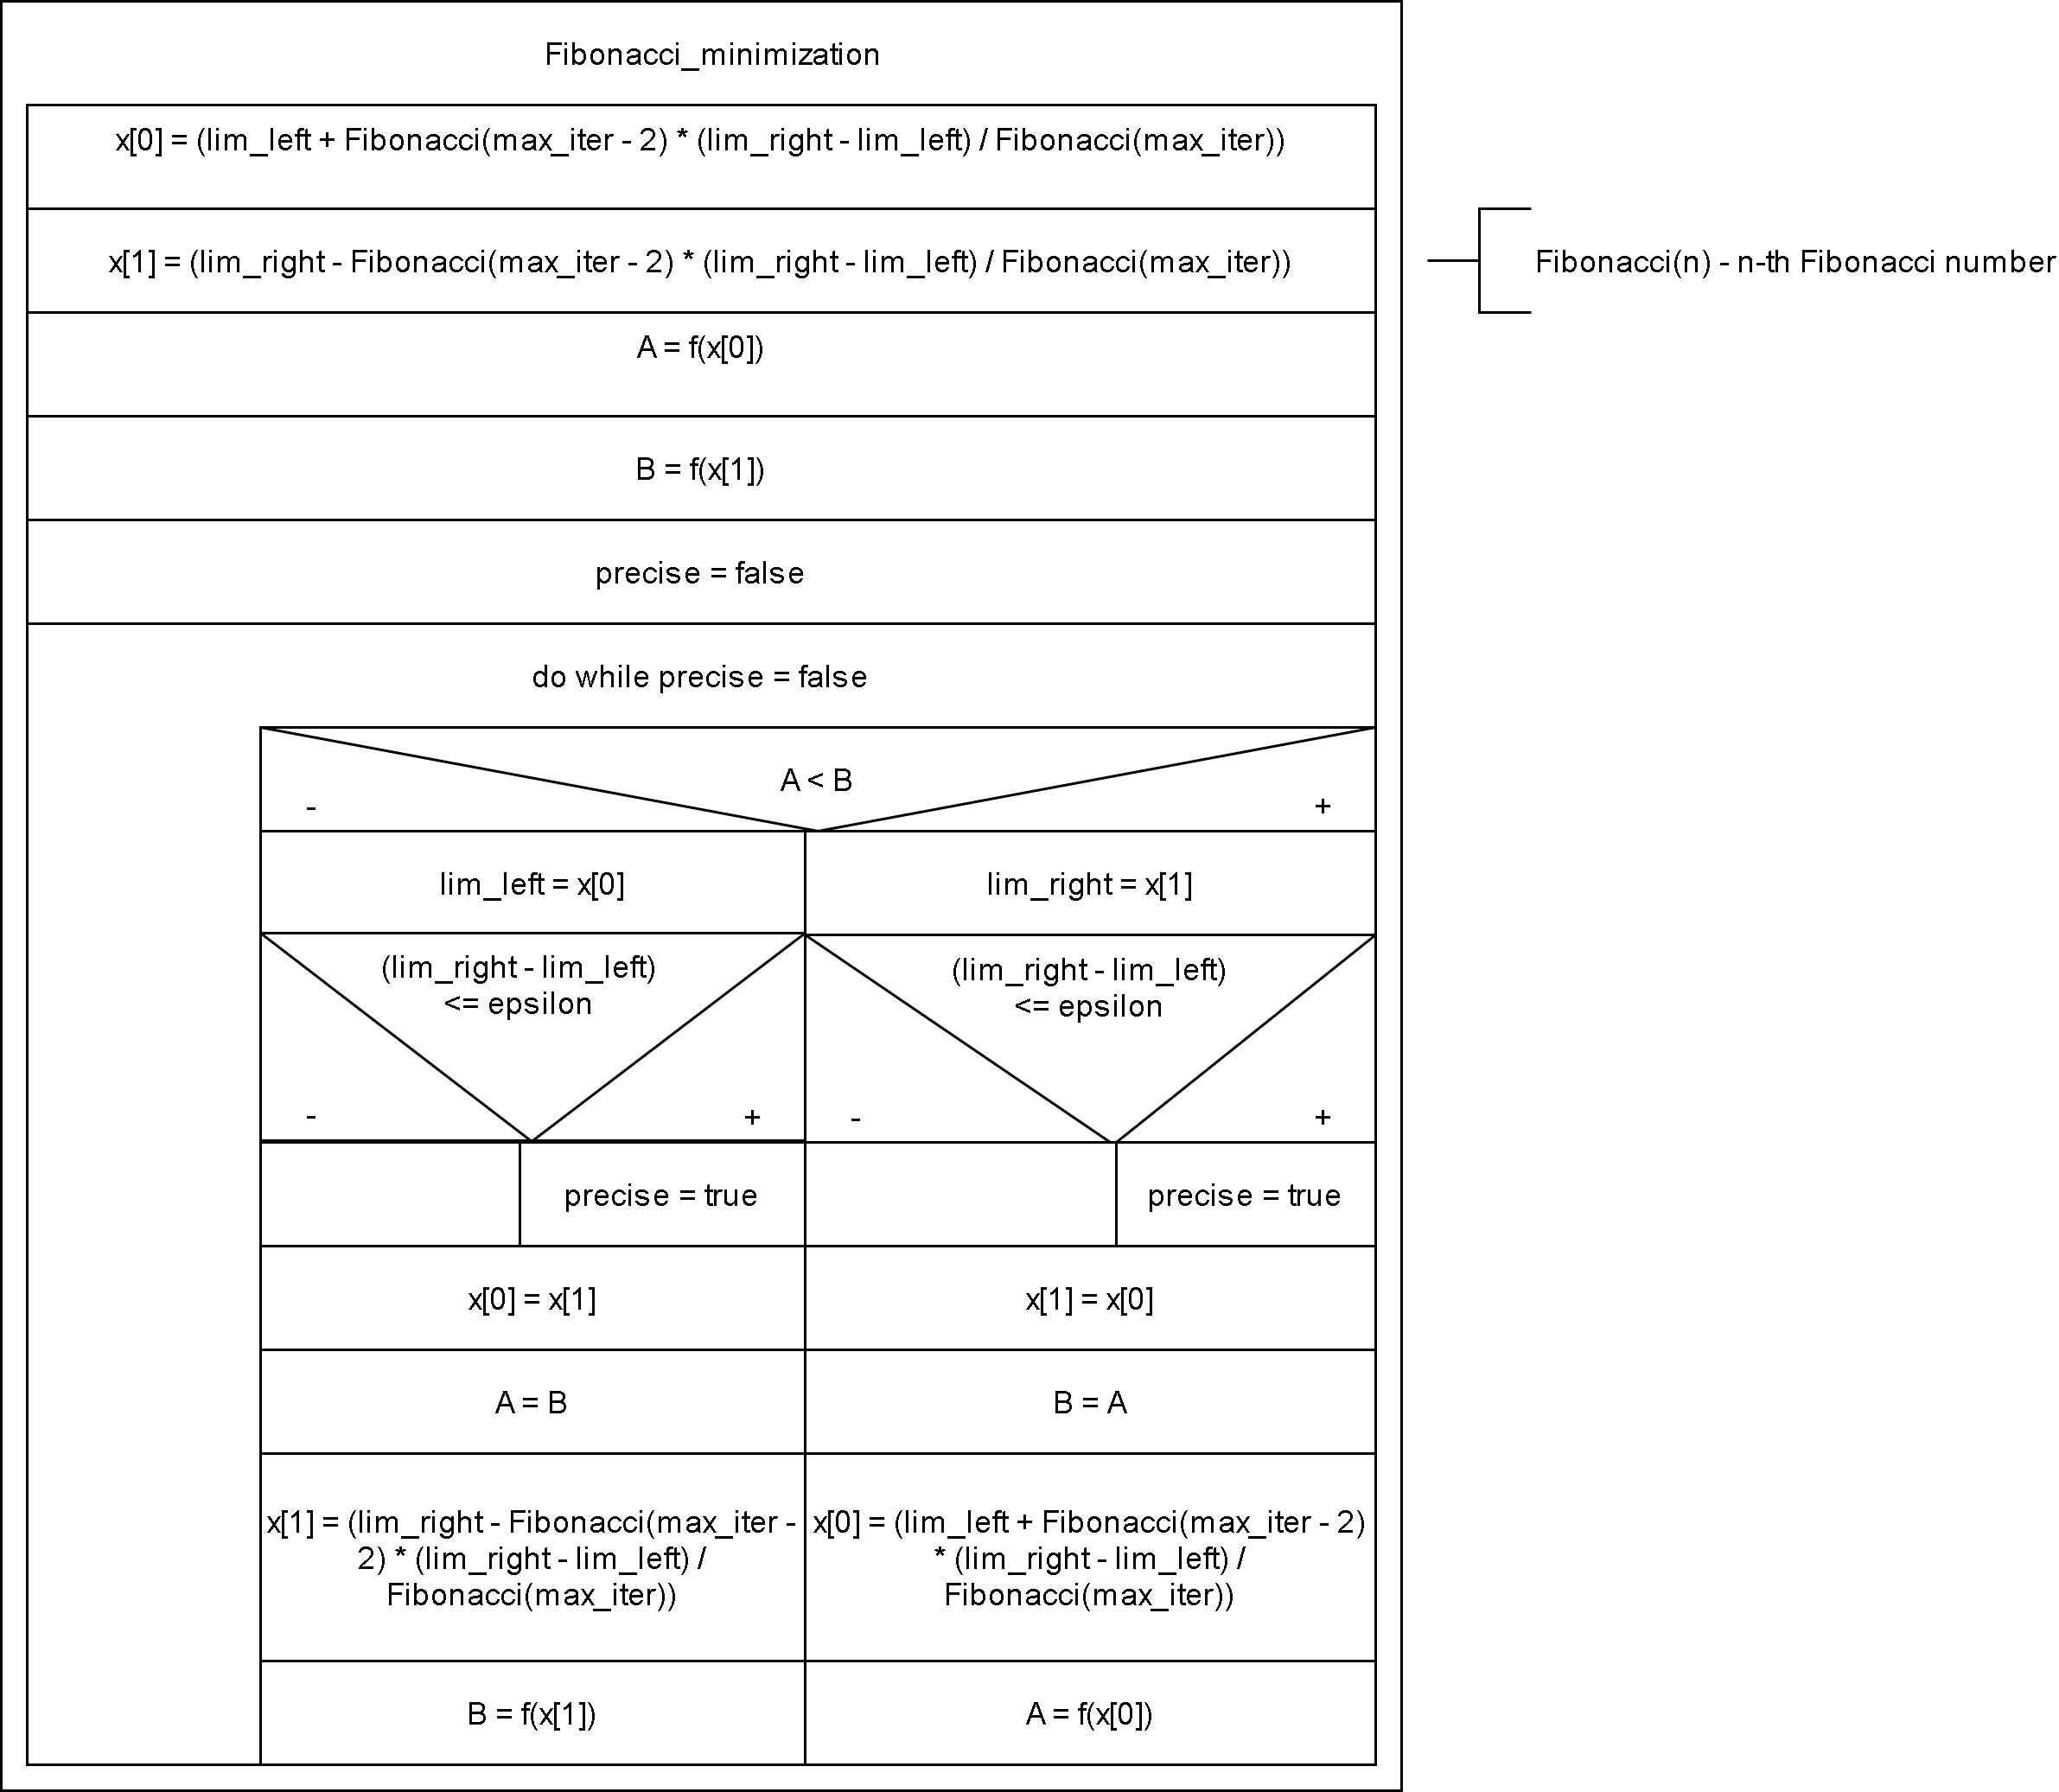 Fibonacci_minimization
x[0] = (lim_left + Fibonacci(max_iter - 2) * (lim_right - lim_left) / Fibonacci(max_iter))
x[1] = (lim_right - Fibonacci(max_iter - 2) * (lim_right - lim_left) / Fibonacci(max_iter))
Fibonacci(n) - n-th Fibonacci number
A = f(x[0])
B = f(x[1])
precise = false
do while precise = false
A < B
-
+
lim_left = x[0]
lim_right = x[1]
(lim_right - lim_left)
<= epsilon
-
+
(lim_right - lim_left)
<= epsilon
-
+
precise = true
precise = true
x[0] = x[1]
x[1] = x[0]
A = B
B = A
x[1] = (lim_right - Fibonacci(max_iter -
2) * (lim_right - lim_left) /
Fibonacci(max_iter))
x[0] = (lim_left + Fibonacci(max_iter - 2)
* (lim_right - lim_left) /
Fibonacci(max_iter))
B = f(x[1])
A = f(x[0])